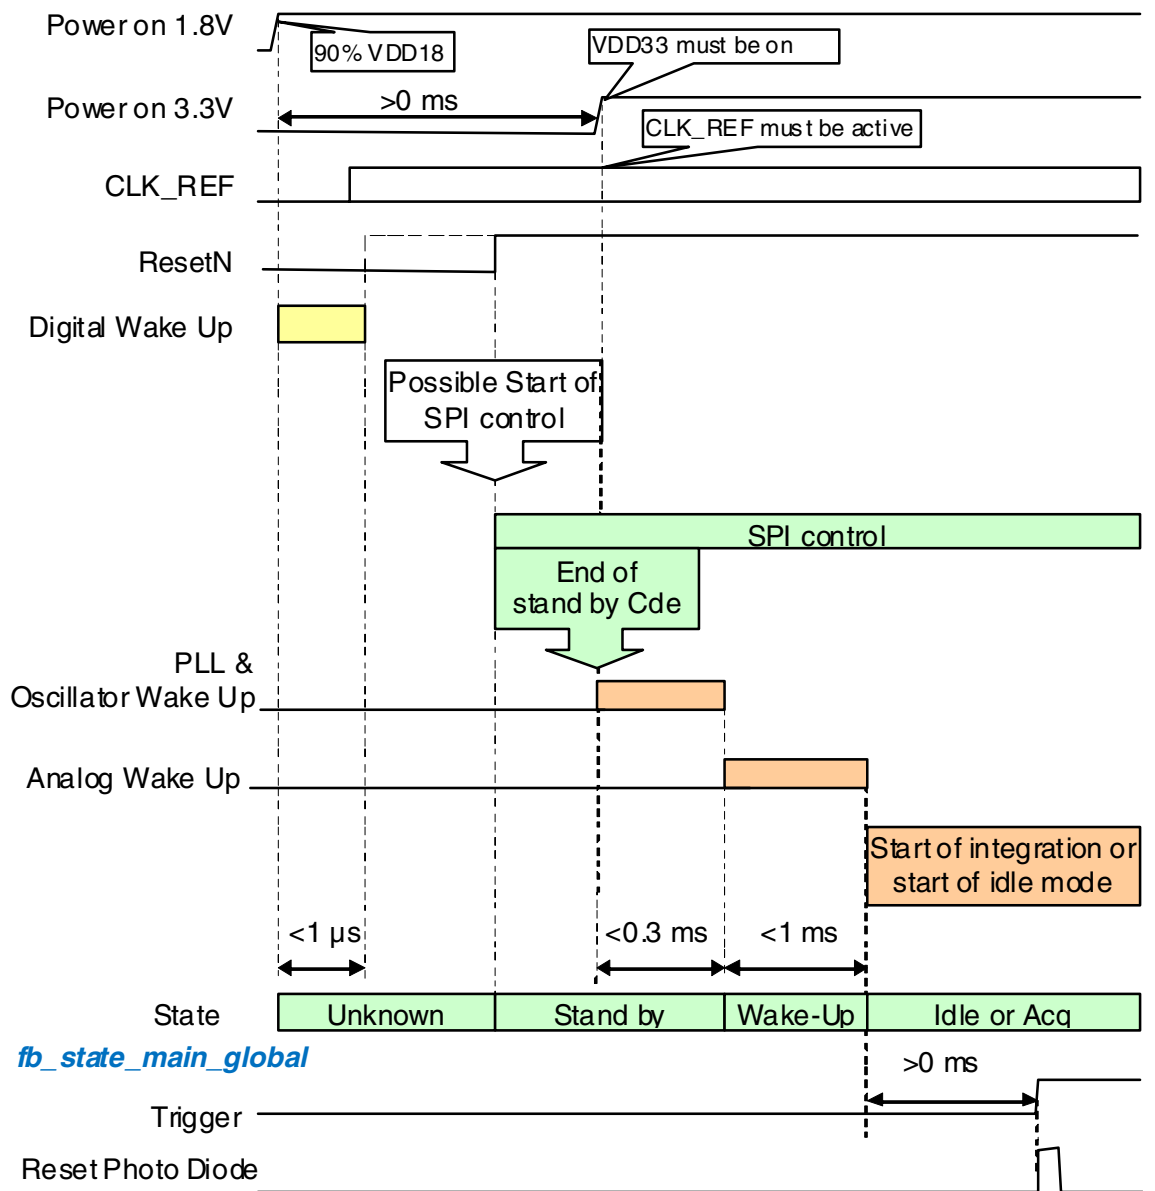 Power on 1.8V
90% VDD18
VDD33 must be on
Power on 3.3V
>0 ms
CLK_REF must be active
CLK_REF
ResetN
Digital Wake Up
Possible Start of
SPI control
SPI control
End of
stand by Cde
PLL &
Oscillator Wake Up
Analog Wake Up
Start of integration or
start of idle mode
<1 µs
<0.3 ms
<1 ms
State
Unknown
Stand by
Wake-Up
Idle or Acq
fb_state_main_global
>0 ms
Trigger
Reset Photo Diode